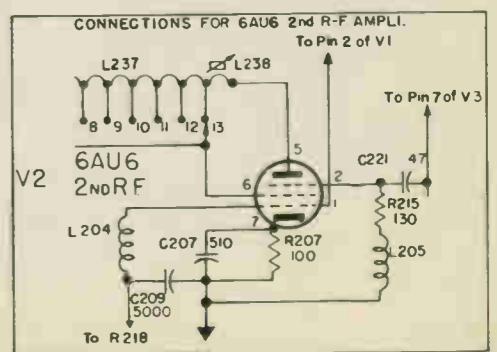 CONNECTIONS FOR 6AU6 2nd R-F AMPLI.
To Pin 2 of V1
L237
L238
To Pin 7 of V3
8 9 10 11 12 13
5
C221
47
V2
6AU6
2ND RF
6
2
1
R215
130
L204
7
C207
510
R207
100
L205
C209
5000
To R218